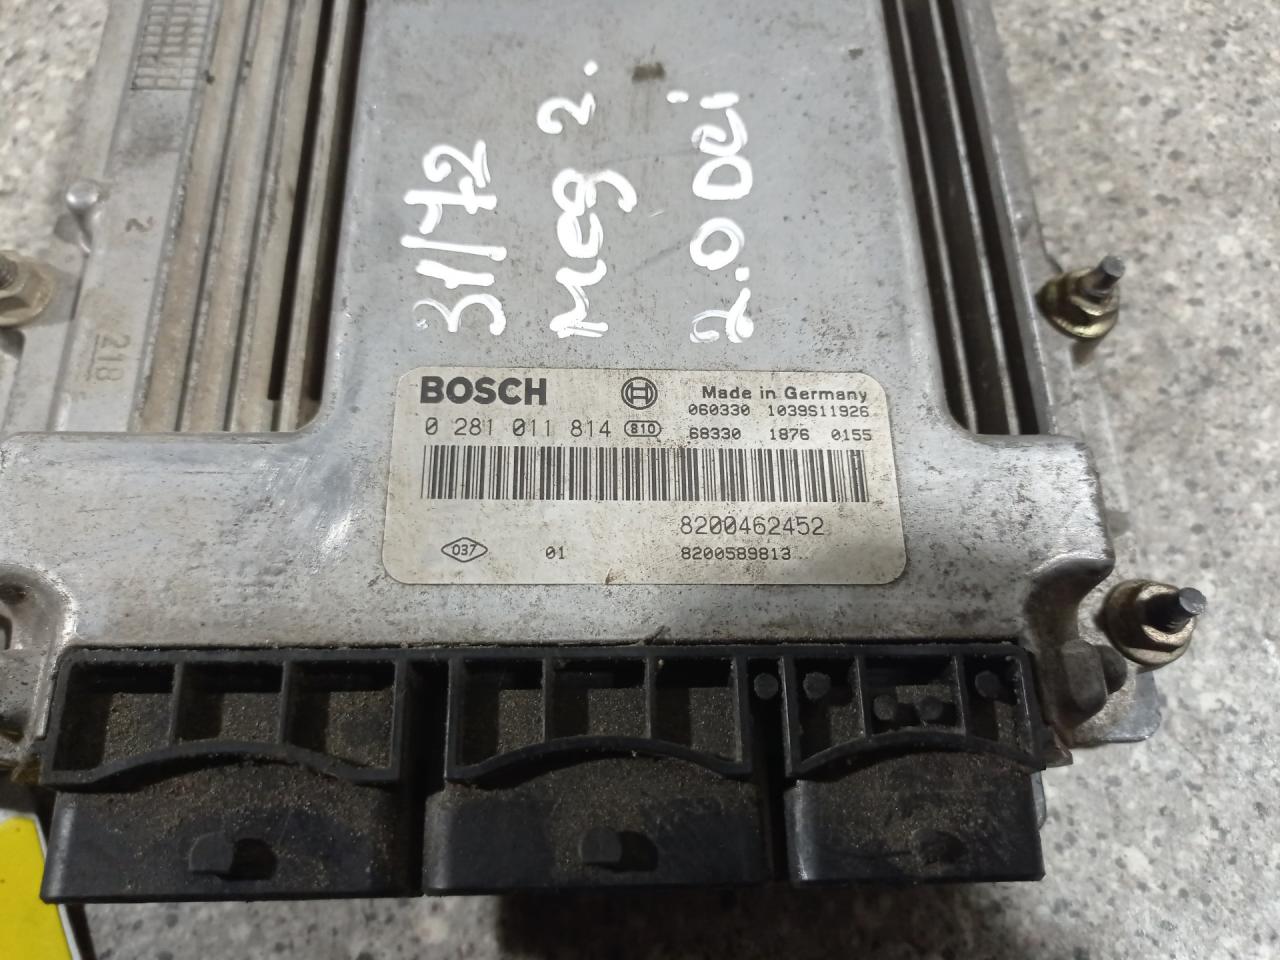 31/72
Meg 2.
2.0 DCi
BOSCH
Made in Germany
060330 1039S11926
0 281 011 814 810
68330 1876 0155
8200462452
037 01 8200589813
2
218